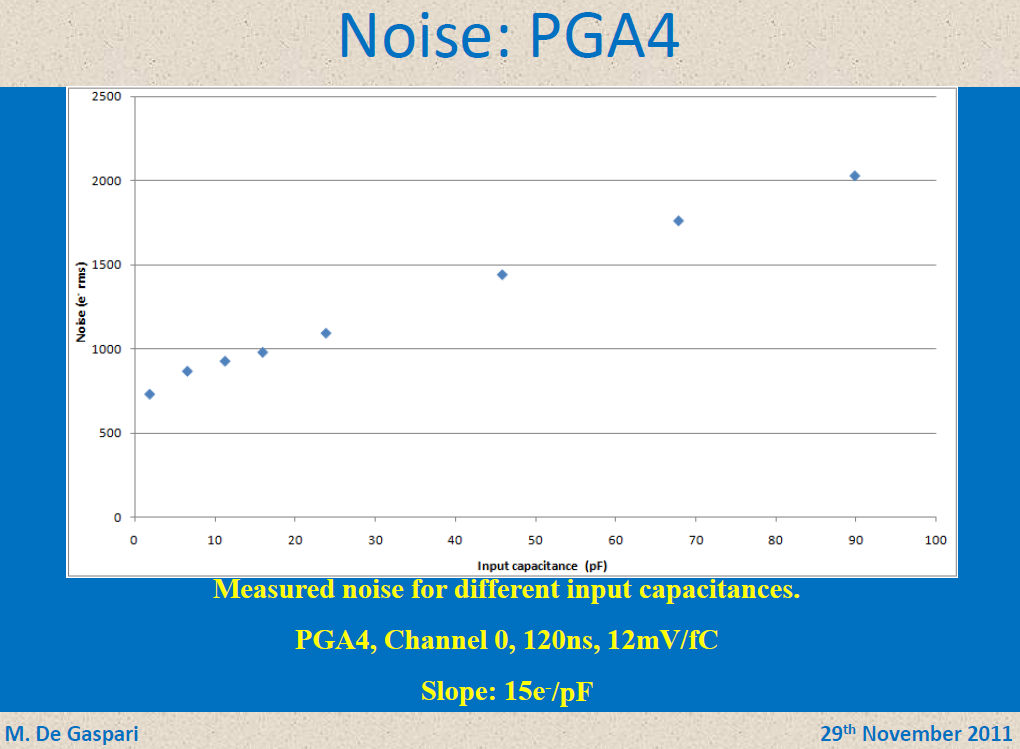 Noise: PGA4
2500
2000
1500
1000
500
0
Noise (e- rms)
0 10 20 30 40 50 60 70 80 90 100
Input capacitance (pF)
Measured noise for different input capacitances.
PGA4, Channel 0, 120ns, 12mV/fC
Slope: 15e-/pF
M. De Gaspari 29th November 2011